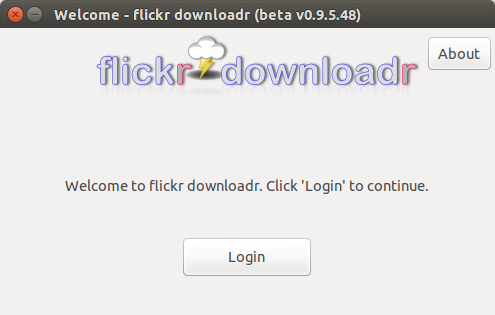 Welcome - flickr downloadr (beta v0.9.5.48)
About
flickr downloadr
Welcome to flickr downloadr. Click 'Login' to continue.
Login